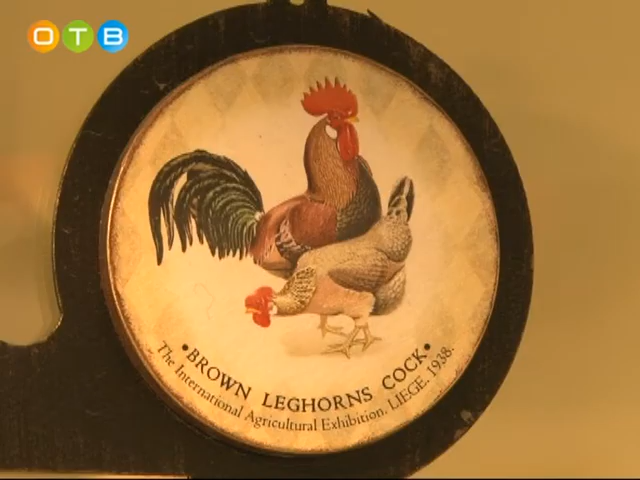 ОТВ
•BROWN LEGHORNS COCK•
The International Agricultural Exhibition. LIEGE. 1938.